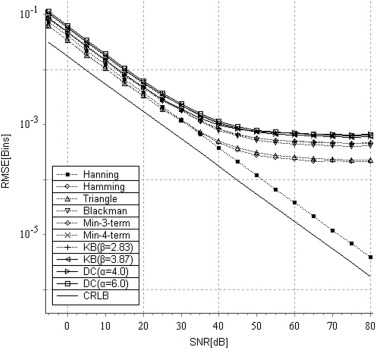 10⁻¹
10⁻³
10⁻⁵
RMSE[Bins]
Hanning
Hamming
Triangle
Blackman
Min-3-term
Min-4-term
KB(β=2.83)
KB(β=3.87)
DC(α=4.0)
DC(α=6.0)
CRLB
0 10 20 30 40 50 60 70 80
SNR[dB]